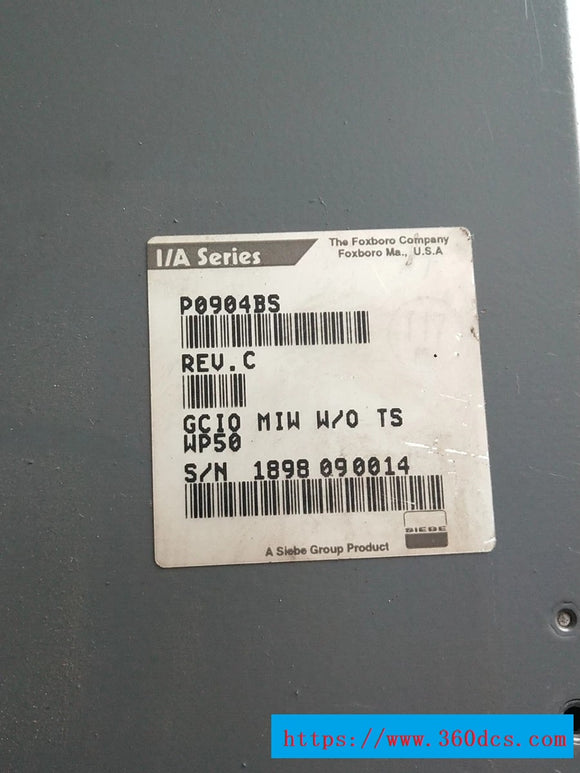 I/A Series
The Foxboro Company
Foxboro Ma., U.S.A
P0904BS
REV.C
GCIO MIW W/O TS
WP50
S/N 1898 090014
SIEBE
A Siebe Group Product
https://www.360dcs.com